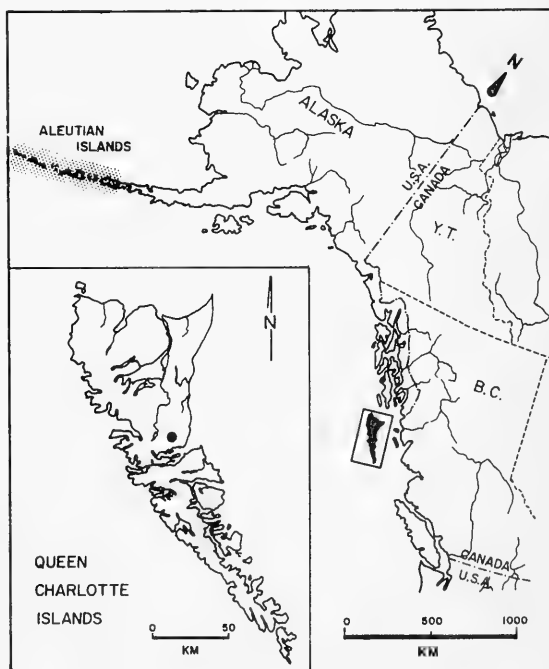 N
ALASKA
ALEUTIAN
ISLANDS
U.S.A.
CANADA
Y.T.
N
B.C.
QUEEN
CHARLOTTE
ISLANDS
CANADA
U.S.A.
0 50
KM
0 500 1000
KM